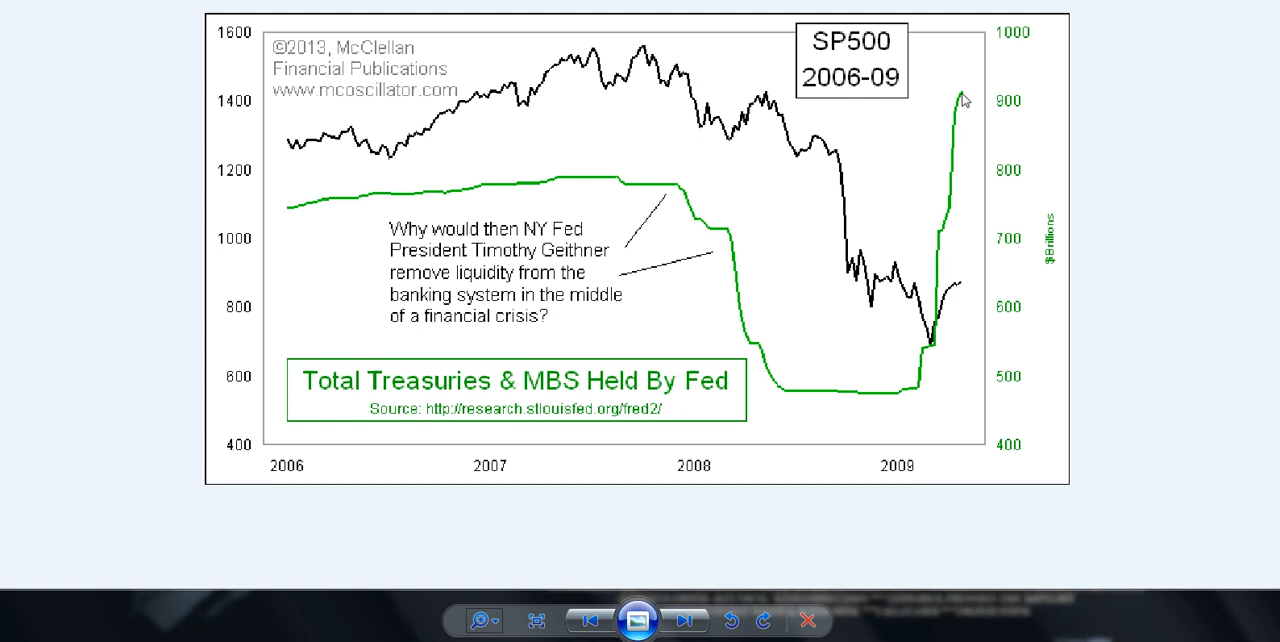 1600
1000
SP500
2006-09
©2013, McClellan
Financial Publications
www.mcoscillator.com
1400
900
1200
800
Why would then NY Fed
President Timothy Geithner
remove liquidity from the
banking system in the middle
of a financial crisis?
1000
700
$Brillions
800
600
600
500
Total Treasuries & MBS Held By Fed
Source: http://research.stlouisfed.org/fred2/
400
400
2006
2007
2008
2009